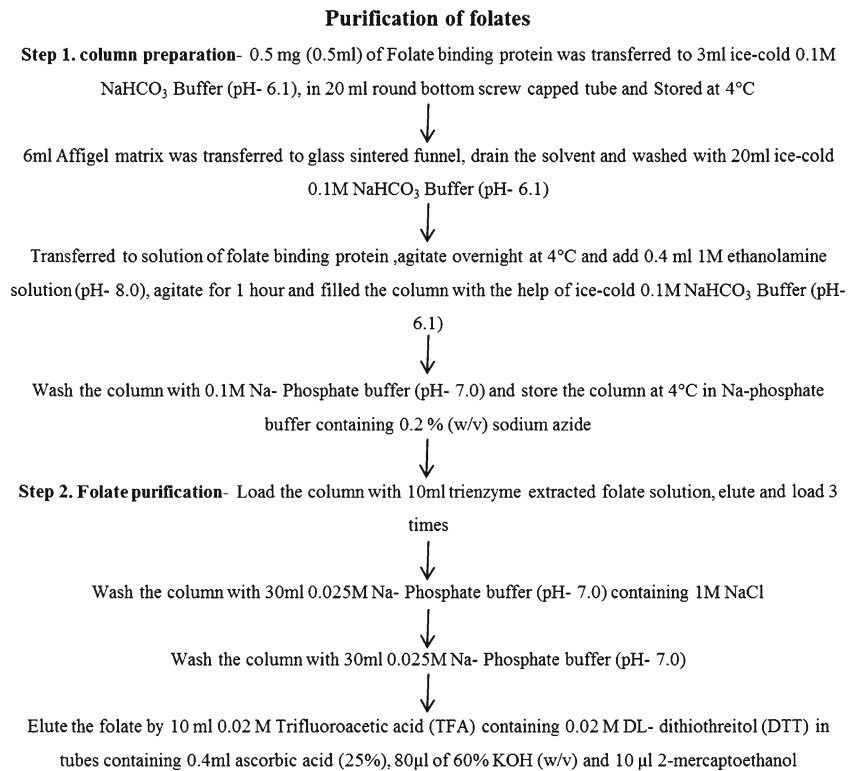 Purification of folates
Step 1. column preparation- 0.5 mg (0.5ml) of Folate binding protein was transferred to 3ml ice-cold 0.1M
NaHCO₃ Buffer (pH- 6.1), in 20 ml round bottom screw capped tube and Stored at 4°C
6ml Affigel matrix was transferred to glass sintered funnel, drain the solvent and washed with 20ml ice-cold
0.1M NaHCO₃ Buffer (pH- 6.1)
Transferred to solution of folate binding protein ,agitate overnight at 4°C and add 0.4 ml 1M ethanolamine
solution (pH- 8.0), agitate for 1 hour and filled the column with the help of ice-cold 0.1M NaHCO₃ Buffer (pH-
6.1)
Wash the column with 0.1M Na- Phosphate buffer (pH- 7.0) and store the column at 4°C in Na-phosphate
buffer containing 0.2 % (w/v) sodium azide
Step 2. Folate purification- Load the column with 10ml trienzyme extracted folate solution, elute and load 3
times
Wash the column with 30ml 0.025M Na- Phosphate buffer (pH- 7.0) containing 1M NaCl
Wash the column with 30ml 0.025M Na- Phosphate buffer (pH- 7.0)
Elute the folate by 10 ml 0.02 M Trifluoroacetic acid (TFA) containing 0.02 M DL- dithiothreitol (DTT) in
tubes containing 0.4ml ascorbic acid (25%), 80µl of 60% KOH (w/v) and 10 µl 2-mercaptoethanol